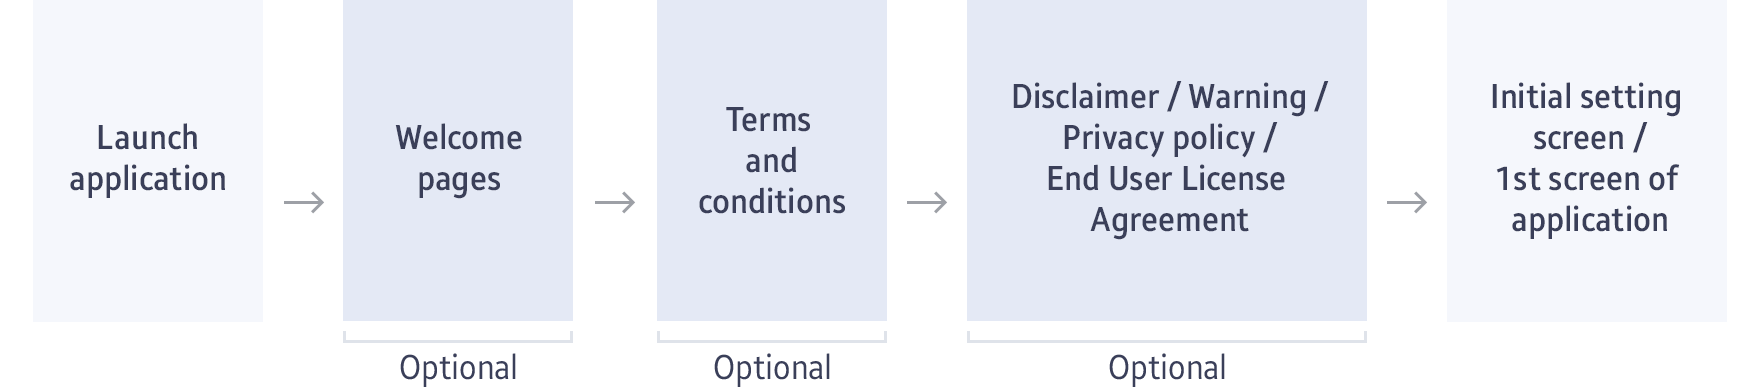 Launch
application
Welcome
pages
Terms
and
conditions
Disclaimer / Warning /
Privacy policy /
End User License
Agreement
Initial setting
screen /
1st screen of
application
Optional
Optional
Optional